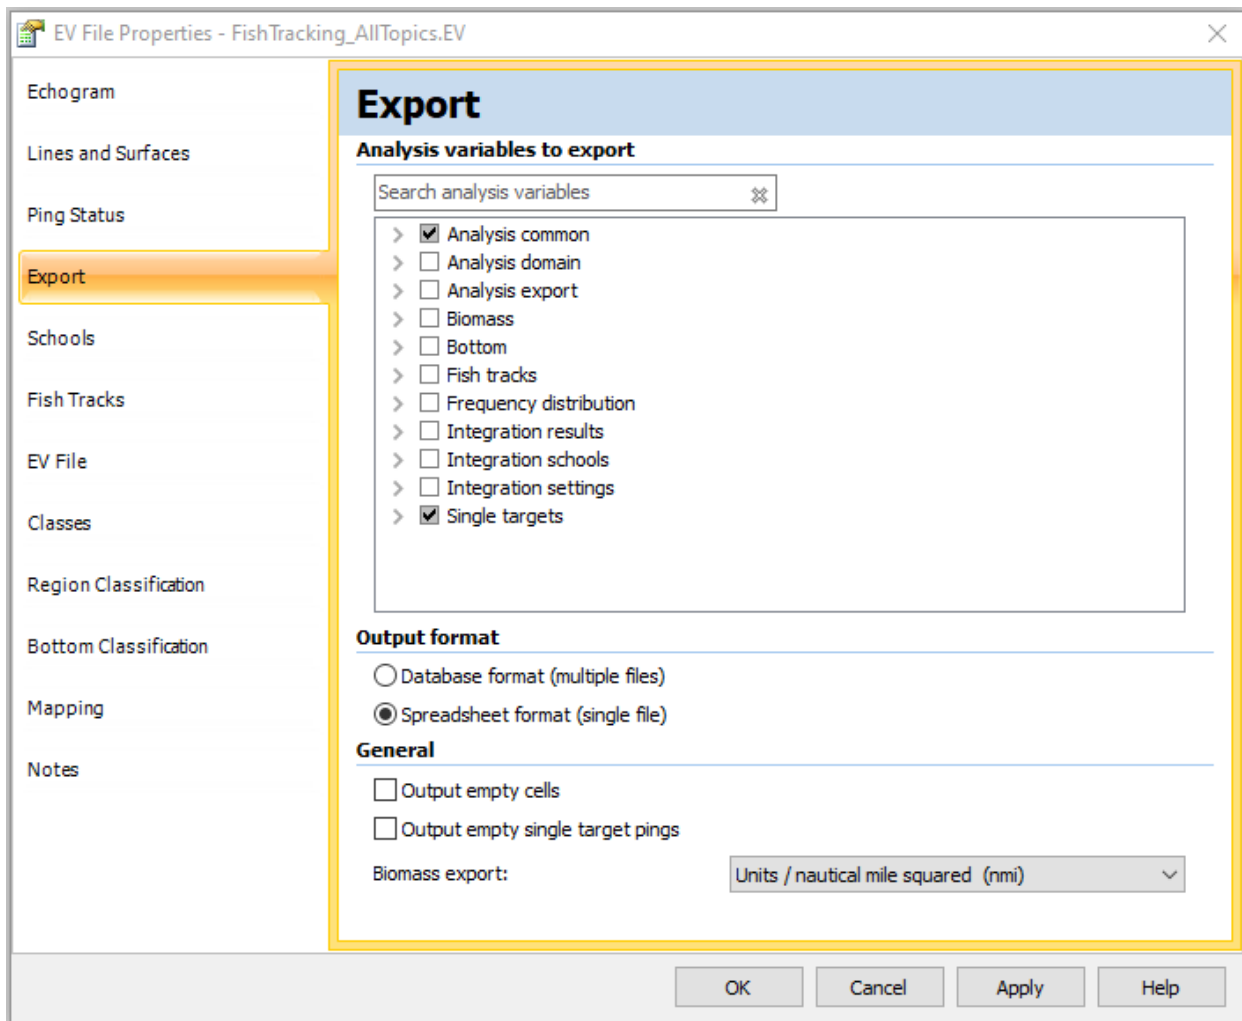 EV File Properties - FishTracking_AllTopics.EV
Echogram
Lines and Surfaces
Ping Status
Export
Schools
Fish Tracks
EV File
Classes
Region Classification
Bottom Classification
Mapping
Notes
Export
Analysis variables to export
Search analysis variables
Analysis common
Analysis domain
Analysis export
Biomass
Bottom
Fish tracks
Frequency distribution
Integration results
Integration schools
Integration settings
Single targets
Output format
Database format (multiple files)
Spreadsheet format (single file)
General
Output empty cells
Output empty single target pings
Biomass export: Units / nautical mile squared (nmi)
OK Cancel Apply Help